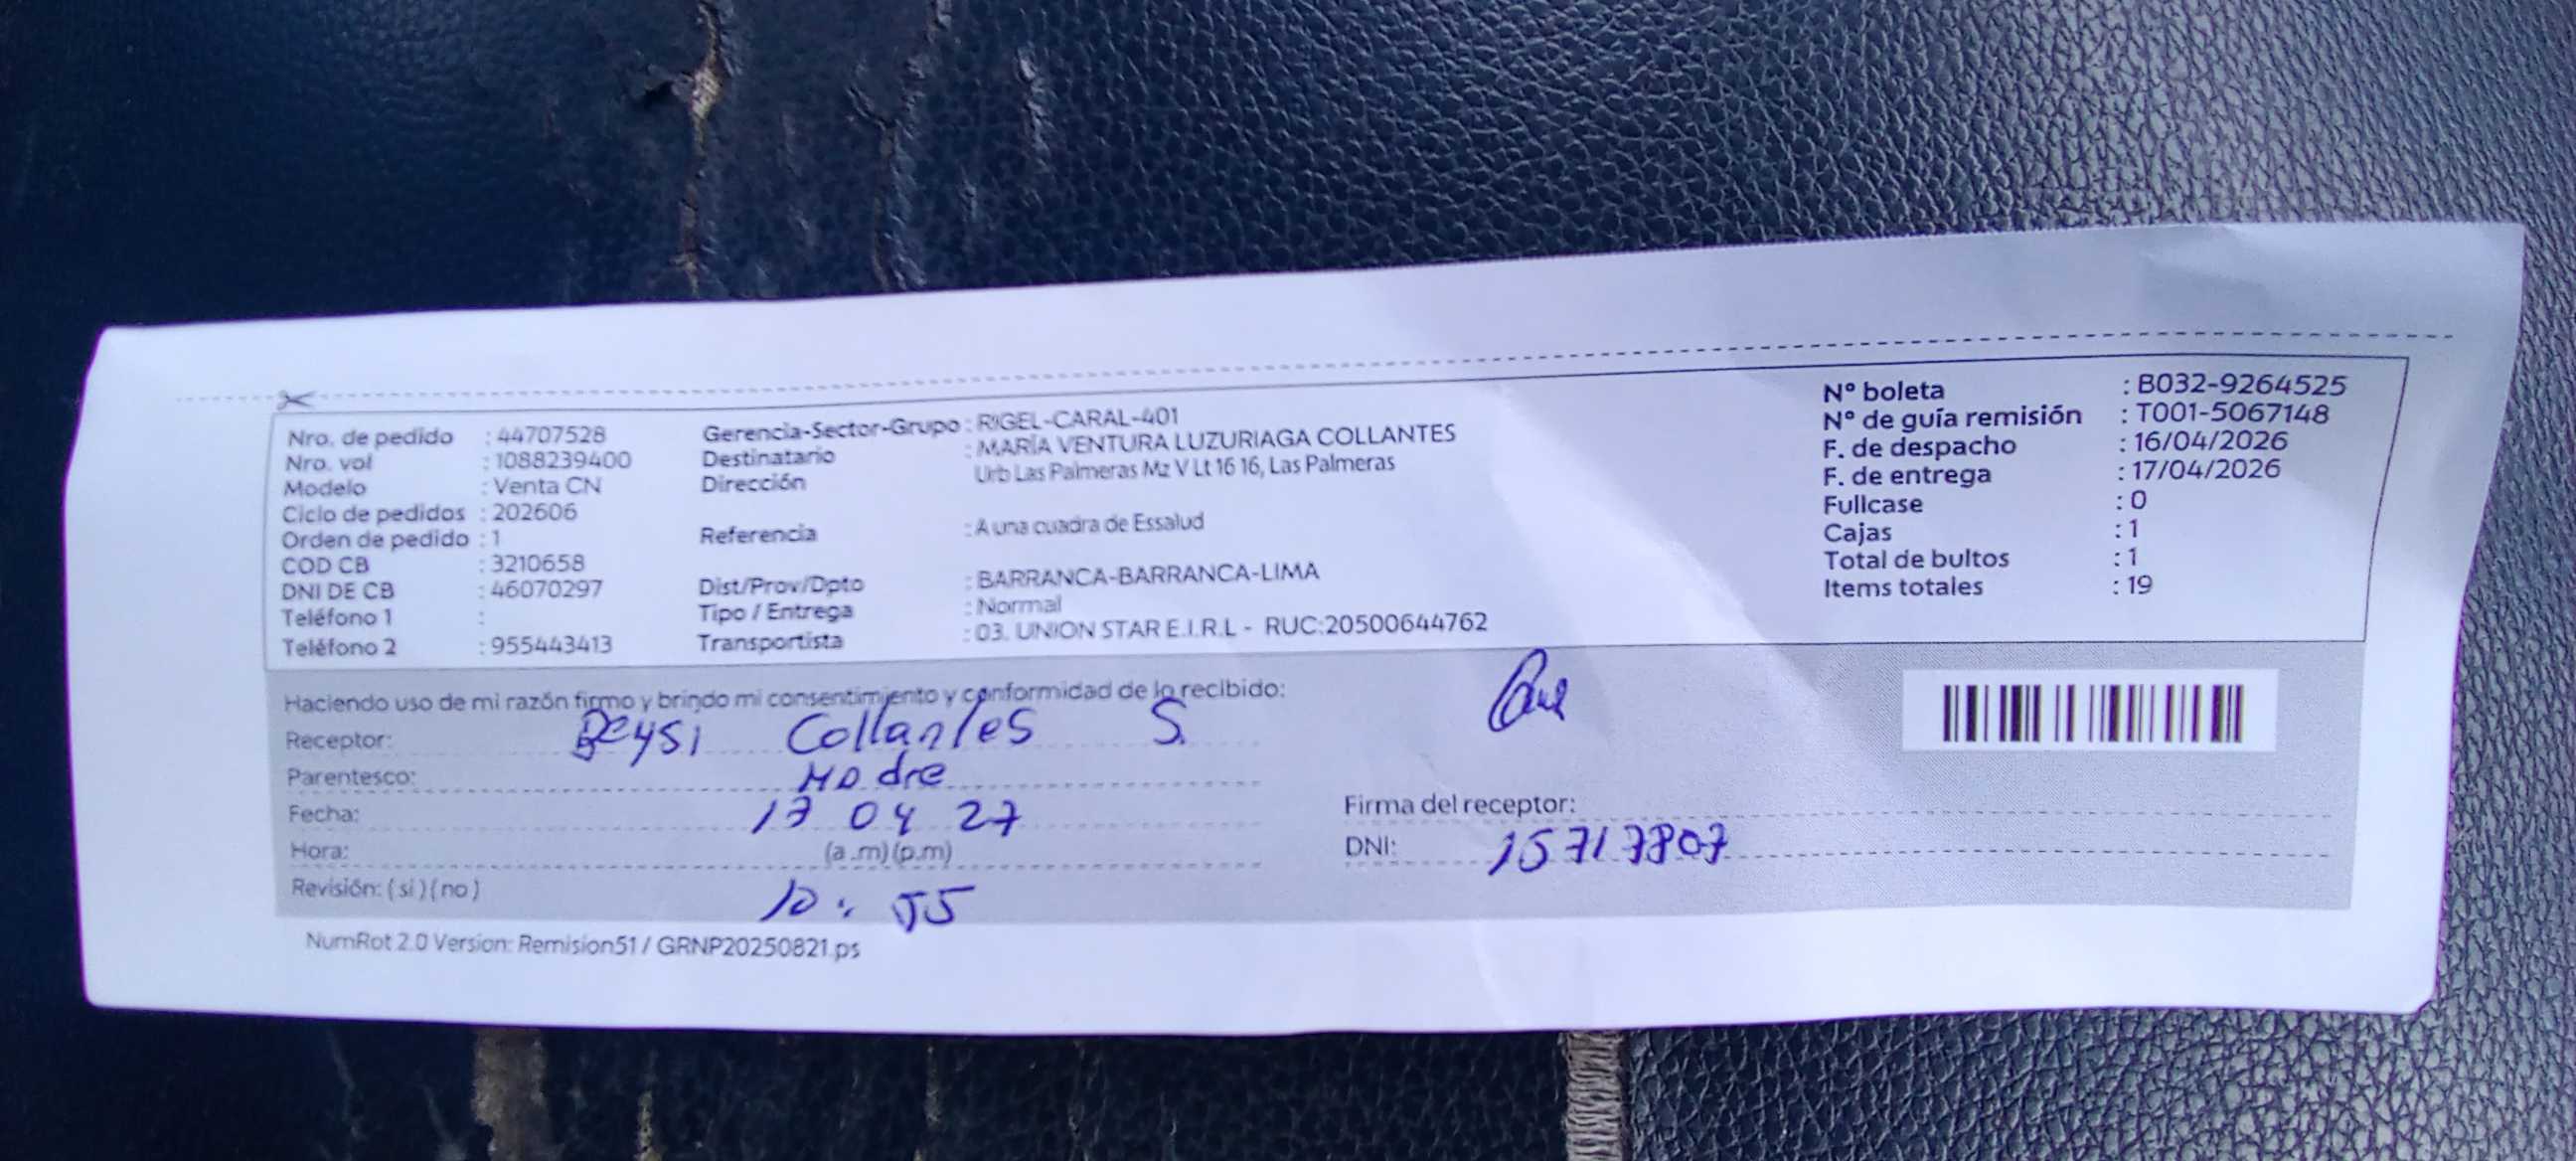 Nro. de pedido : 44707528
Nro. vol : 1088239400
Modelo : Venta CN
Ciclo de pedidos : 202606
Orden de pedido : 1
COD CB : 3210658
DNI DE CB : 46070297
Teléfono 1 :
Teléfono 2 : 955443413
Gerencia-Sector-Grupo : RIGEL-CARAL-401
Destinatario : MARÍA VENTURA LUZURIAGA COLLANTES
Dirección Urb Las Palmeras Mz V Lt 16 16, Las Palmeras
Referencia : A una cuadra de Essalud
Dist/Prov/Dpto : BARRANCA-BARRANCA-LIMA
Tipo / Entrega : Normal
Transportista : 03. UNION STAR E.I.R.L - RUC:20500644762
N° boleta : B032-9264525
N° de guía remisión : T001-5067148
F. de despacho : 16/04/2026
F. de entrega : 17/04/2026
Fullcase : 0
Cajas : 1
Total de bultos : 1
Items totales : 19
Haciendo uso de mi razón firmo y brindo mi consentimiento y conformidad de lo recibido:
Receptor: Deysi Collantes S.
Parentesco: Madre
Fecha: 17 04 27
Hora: (a .m)(p.m)
Revisión: ( si ) ( no ) 10: 55
Firma del receptor:
DNI: 15717807
NumRot 2.0 Version: Remision51 / GRNP20250821.ps